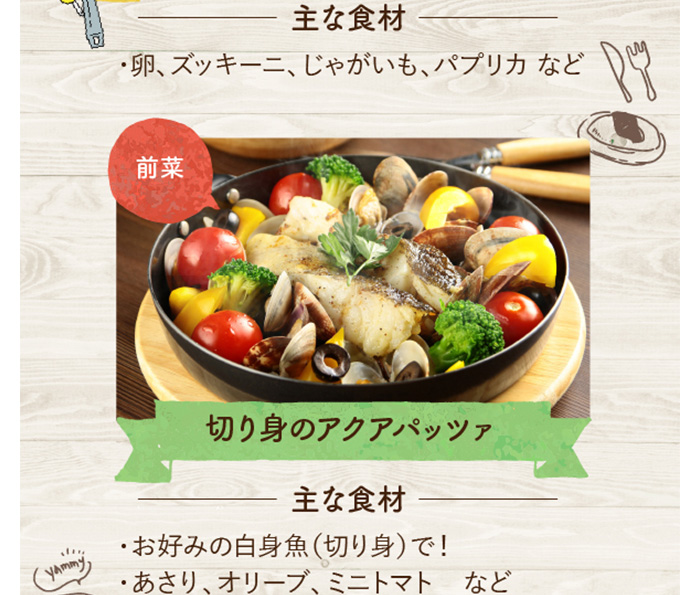 主な食材
・卵、ズッキーニ、じゃがいも、パプリカ など
前菜
切り身のアクアパッツァ
主な食材
・お好みの白身魚(切り身)で!
yammy
・あさり、オリーブ、ミニトマト など